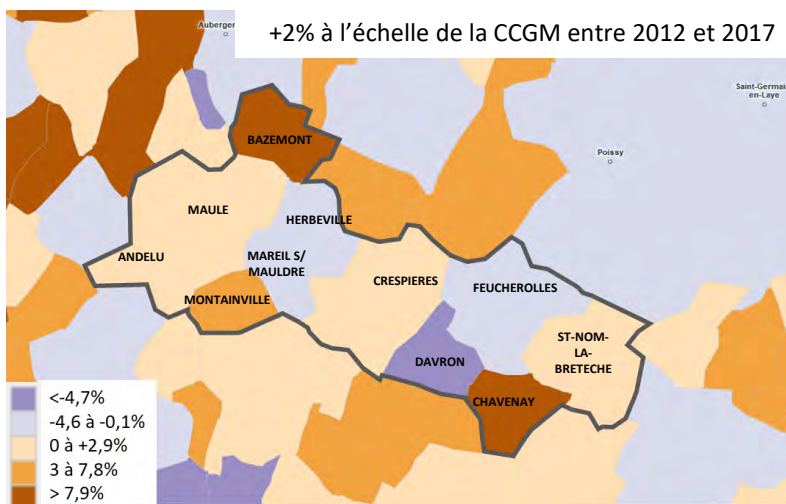 +2% à l'échelle de la CCGM entre 2012 et 2017
Auberger
Saint-Germai
en-Laye
Poissy
BAZEMONT
MAULE
HERBEVILLE
ANDELU
MAREIL S/
MAULDRE
CRESPIERES
FEUCHEROLLES
MONTAINVILLE
ST-NOM-
LA-
BRETECHE
DAVRON
CHAVENAY
<-4,7%
-4,6 à -0,1%
0 à +2,9%
3 à 7,8%
> 7,9%